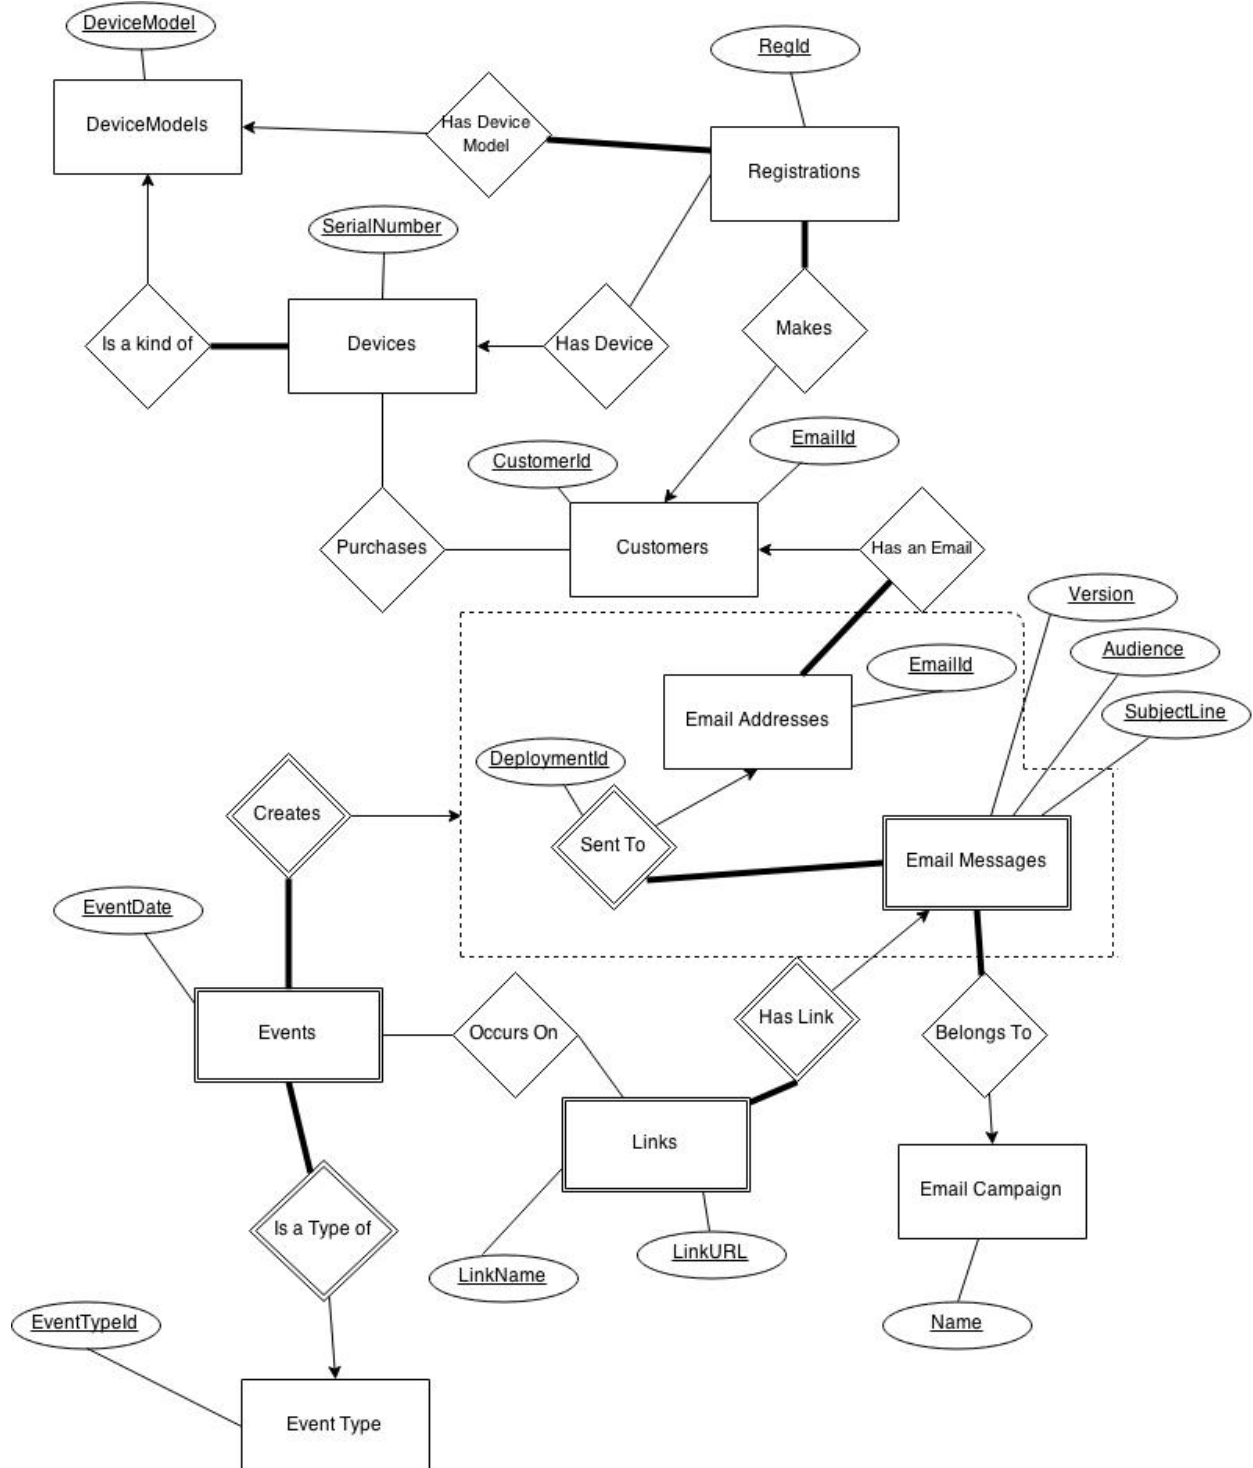 DeviceModel
RegId
DeviceModels
Has Device
Model
Registrations
SerialNumber
Is a kind of
Devices
Has Device
Makes
CustomerId
EmailId
Purchases
Customers
Has an Email
Version
Audience
EmailId
SubjectLine
Email Addresses
DeploymentId
Creates
Sent To
Email Messages
EventDate
Events
Occurs On
Has Link
Belongs To
Links
Email Campaign
Is a Type of
LinkName
LinkURL
EventTypeId
Name
Event Type